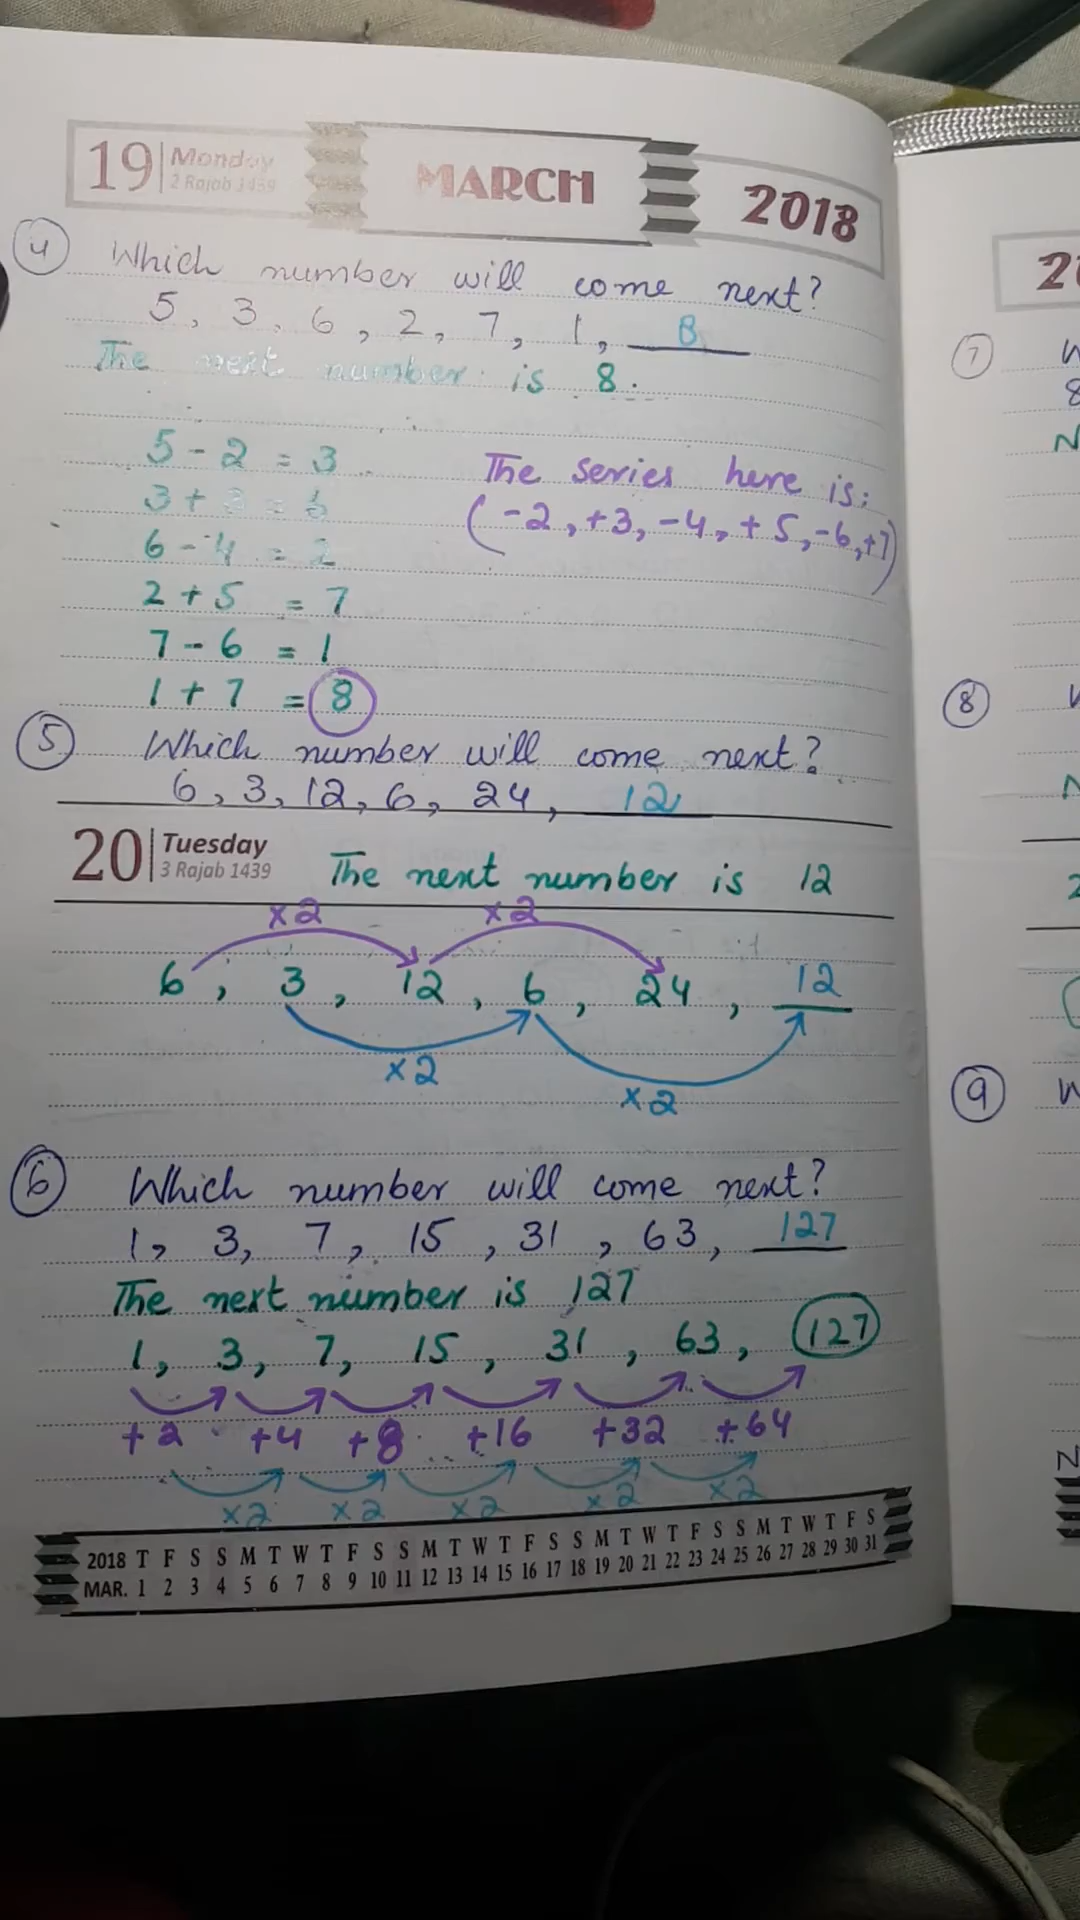 19 Monday
2 Rajab 1439
MARCH
2018
4 Which number will come next?
5, 3, 6, 2, 7, 1, 8
The next number is 8.
5 - 2 = 3
3 + 3 = 6
6 - 4 = 2
2 + 5 = 7
7 - 6 = 1
1 + 7 = 8
The series here is:
(-2, +3, -4, +5, -6, +7)
5 Which number will come next?
6, 3, 12, 6, 24, 12
20 Tuesday
3 Rajab 1439
The next number is 12
×2 ×2
6, 3, 12, 6, 24, 12
×2 ×2
6 Which number will come next?
1, 3, 7, 15, 31, 63, 127
The next number is 127
1, 3, 7, 15, 31, 63, 127
+2 +4 +8 +16 +32 +64
×2 ×2 ×2 ×2 ×2
2018 T F S S M T W T F S S M T W T F S S M T W T F S S M T W T F S
MAR. 1 2 3 4 5 6 7 8 9 10 11 12 13 14 15 16 17 18 19 20 21 22 23 24 25 26 27 28 29 30 31
7
8
9